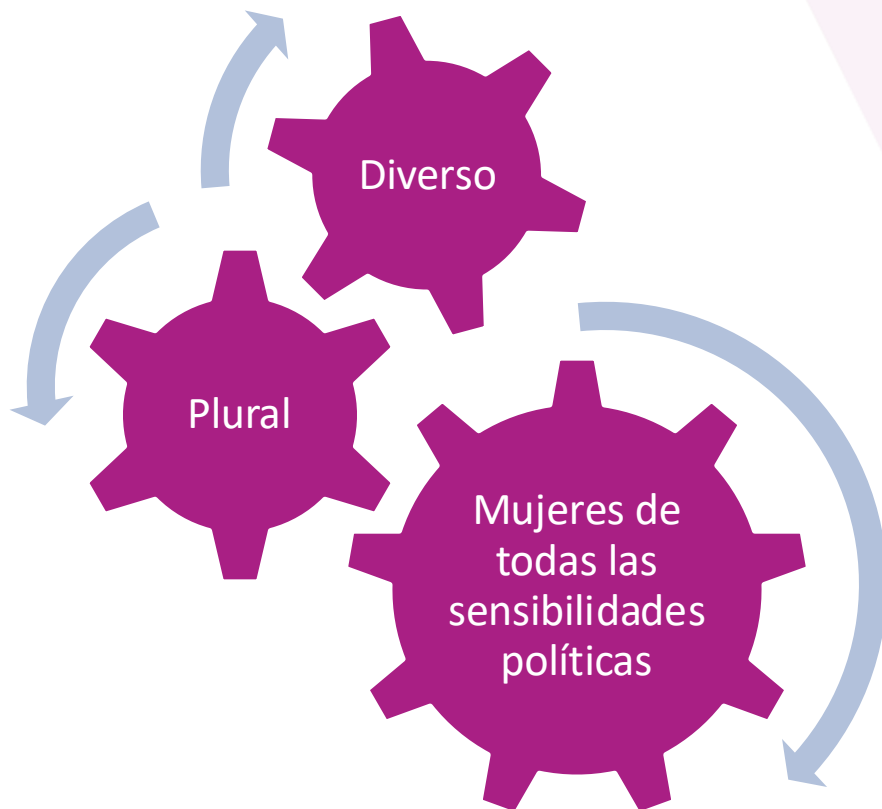 Diverso
Plural
Mujeres de
todas las
sensibilidades
políticas